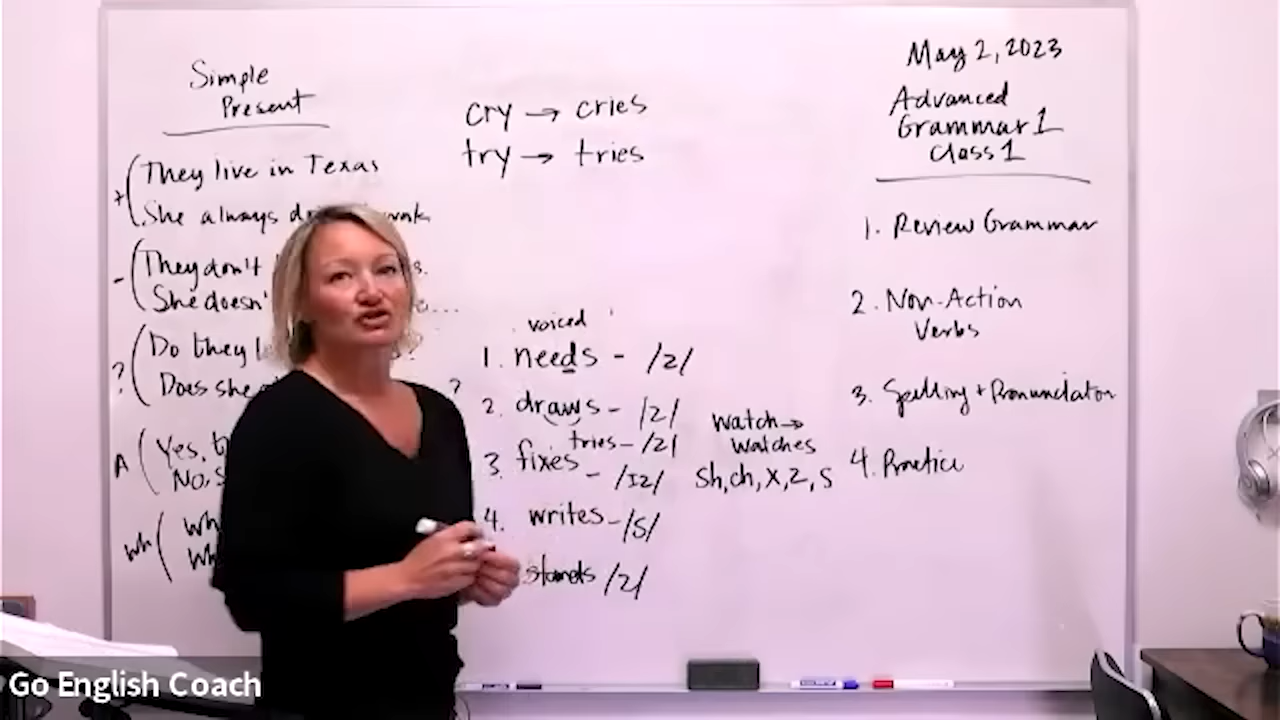 Simple
Present
+ They live in Texas
She always
- They don't
She doesn'
? Do they
Does she ?
A Yes,
No, s
Wh Wh
Wh
cry → cries
try → tries
voiced
1. needs - /z/
2. draws - /z/
tries - /z/
3. fixes - /Iz/
4. writes - /s/
stands /z/
watch →
watches
sh, ch, x, z, s
May 2, 2023
Advanced
Grammar 1
Class 1
1. Review Grammar
2. Non-Action
Verbs
3. Spelling + Pronunciation
4. Practice
Go English Coach